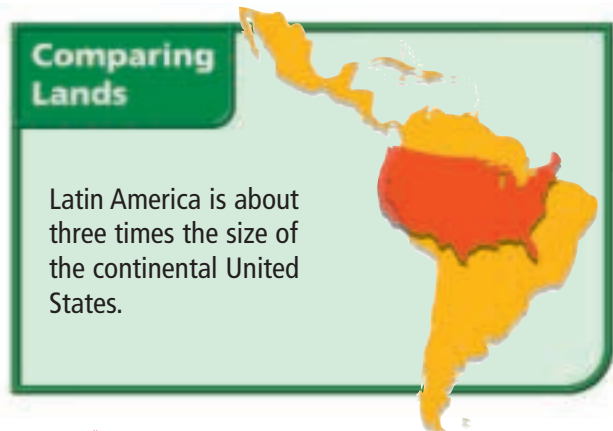 Comparing
Lands
Latin America is about
three times the size of
the continental United
States.